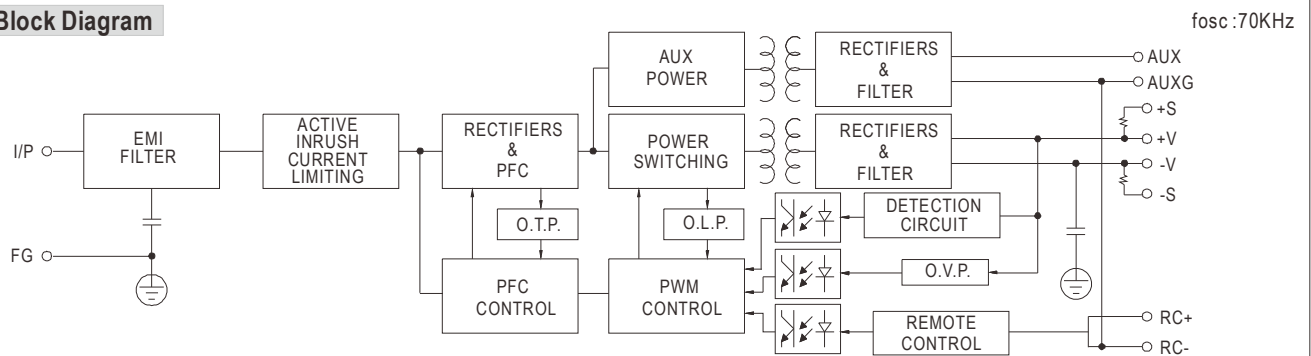 Block Diagram
fosc :70KHz
I/P
FG
EMI
FILTER
ACTIVE
INRUSH
CURRENT
LIMITING
RECTIFIERS
&
PFC
O.T.P.
PFC
CONTROL
AUX
POWER
POWER
SWITCHING
O.L.P.
PWM
CONTROL
RECTIFIERS
&
FILTER
RECTIFIERS
&
FILTER
DETECTION
CIRCUIT
O.V.P.
REMOTE
CONTROL
AUX
AUXG
+S
+V
-V
-S
RC+
RC-